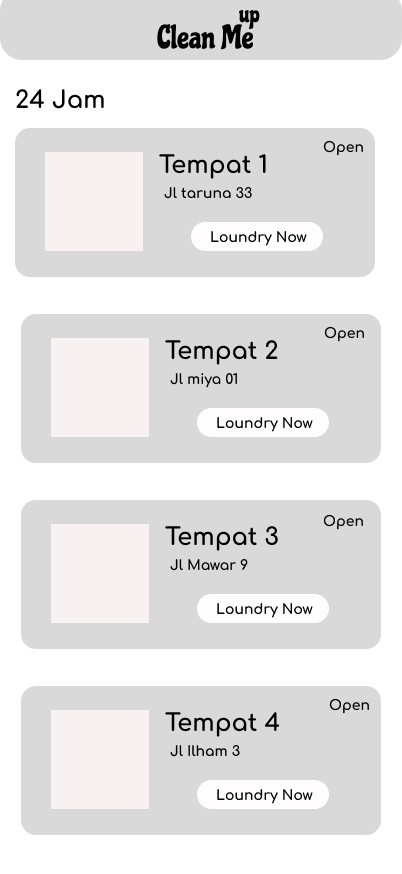 up
Clean Me
24 Jam
Open
Tempat 1
Jl taruna 33
Loundry Now
Open
Tempat 2
Jl miya 01
Loundry Now
Open
Tempat 3
Jl Mawar 9
Loundry Now
Open
Tempat 4
Jl Ilham 3
Loundry Now